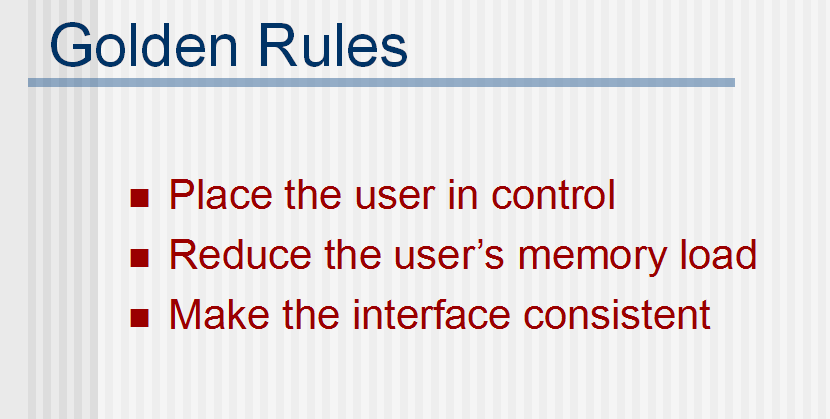 Golden Rules
Place the user in control
Reduce the user’s memory load
Make the interface consistent